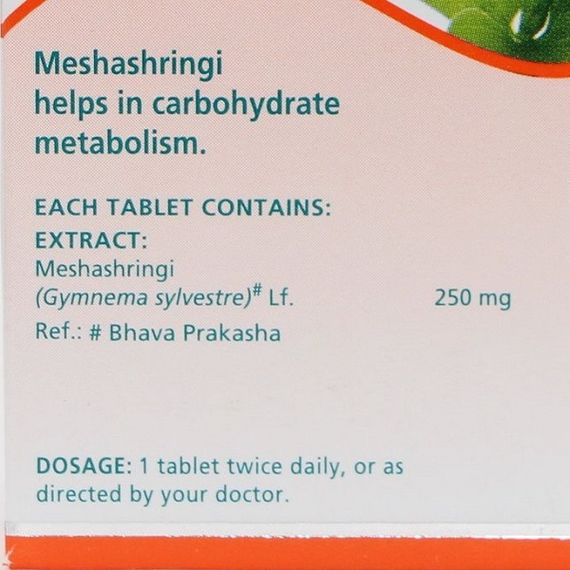 Meshashringi
helps in carbohydrate
metabolism.
EACH TABLET CONTAINS:
EXTRACT:
Meshashringi
(Gymnema sylvestre)# Lf. 250 mg
Ref.: # Bhava Prakasha
DOSAGE: 1 tablet twice daily, or as
directed by your doctor.